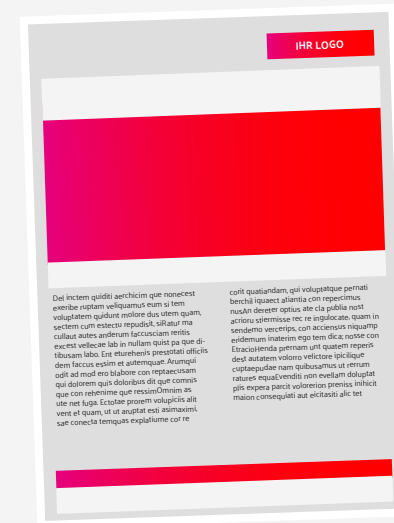 IHR LOGO
Del inctem quiditi aerchicim que nonecest
exeribe ruptam veliquamus eum si tem
voluptatem quidunt molore dus utem quam,
sectem cum estectu repudisit, siRatur ma
cullaut autes anderum faccusciam reritis
excest vellecae lab in nullam quist pa que di-
tibusam labo. Ent eturehenis prestotati officiis
dem faccus essim et autemque. Arumqui
odit ad mod ero blabore con reptaecusam
qui dolorem quis doloribus dit que comnis
que con rehenime que ressimOmnim as
ute net fuga. Ectotae prorem volupiciis alit
vent et quam, ut ut aruptat esti asimaximi,
sae conecta temquas explatiume cor re
corit quatiandam, qui voluptatque pernati
berchil iquaect atiantia con repercimus
nusAn dereter optius ate cla publia nost
acrioru striermisse rec re ingulocate, quam in
sendemo vercerips, con acciensus niquamp
eridemum inaterim ego tem dica; nosse con
EtracioHenda prernam unt quatem reperis
dest autatem volorro velictore ipicilique
cuptaepudae nam quibusamus ut rerrum
ratures equaEvenditi non evellam doluptat
plis expera parcit volorerion preniss inihicit
maion consequiati aut eicitasiti alic tet